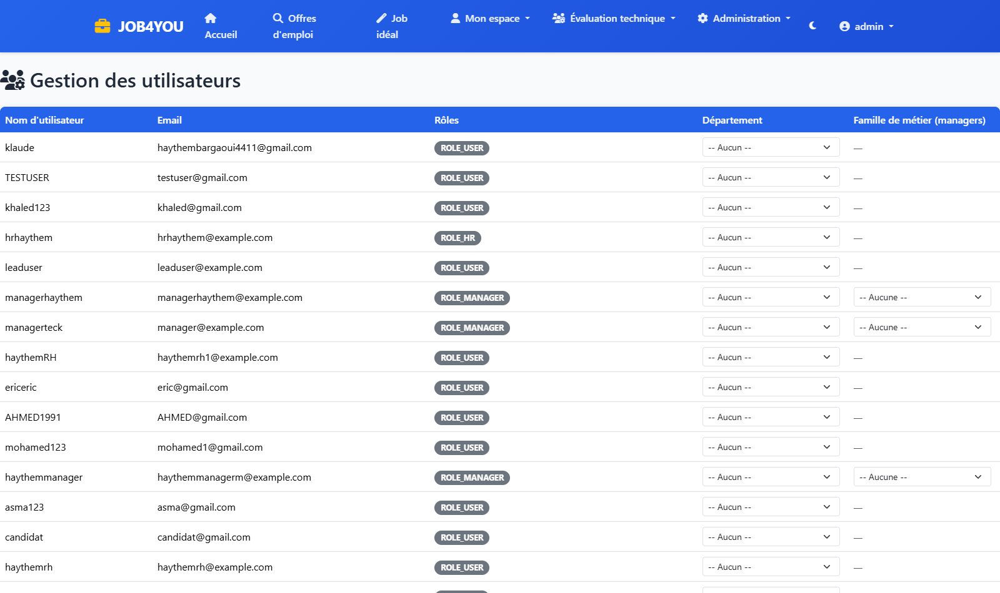 JOB4YOU
Accueil
Offres d'emploi
Job idéal
Mon espace
Évaluation technique
Administration
admin
Gestion des utilisateurs
Nom d'utilisateur Email Rôles Département Famille de métier (managers)
klaude haythembargaoui4411@gmail.com ROLE_USER -- Aucun -- —
TESTUSER testuser@gmail.com ROLE_USER -- Aucun -- —
khaled123 khaled@gmail.com ROLE_USER -- Aucun -- —
hrhaythem hrhaythem@example.com ROLE_HR -- Aucun -- —
leaduser leaduser@example.com ROLE_USER -- Aucun -- —
managerhaythem managerhaythem@example.com ROLE_MANAGER -- Aucun -- -- Aucune --
managerteck manager@example.com ROLE_MANAGER -- Aucun -- -- Aucune --
haythemRH haythemrh1@example.com ROLE_USER -- Aucun -- —
ericeric eric@gmail.com ROLE_USER -- Aucun -- —
AHMED1991 AHMED@gmail.com ROLE_USER -- Aucun -- —
mohamed123 mohamed1@gmail.com ROLE_USER -- Aucun -- —
haythemmanager haythemmanagerm@example.com ROLE_MANAGER -- Aucun -- -- Aucune --
asma123 asma@gmail.com ROLE_USER -- Aucun -- —
candidat candidat@gmail.com ROLE_USER -- Aucun -- —
haythemrh haythemrh@example.com ROLE_USER -- Aucun -- —